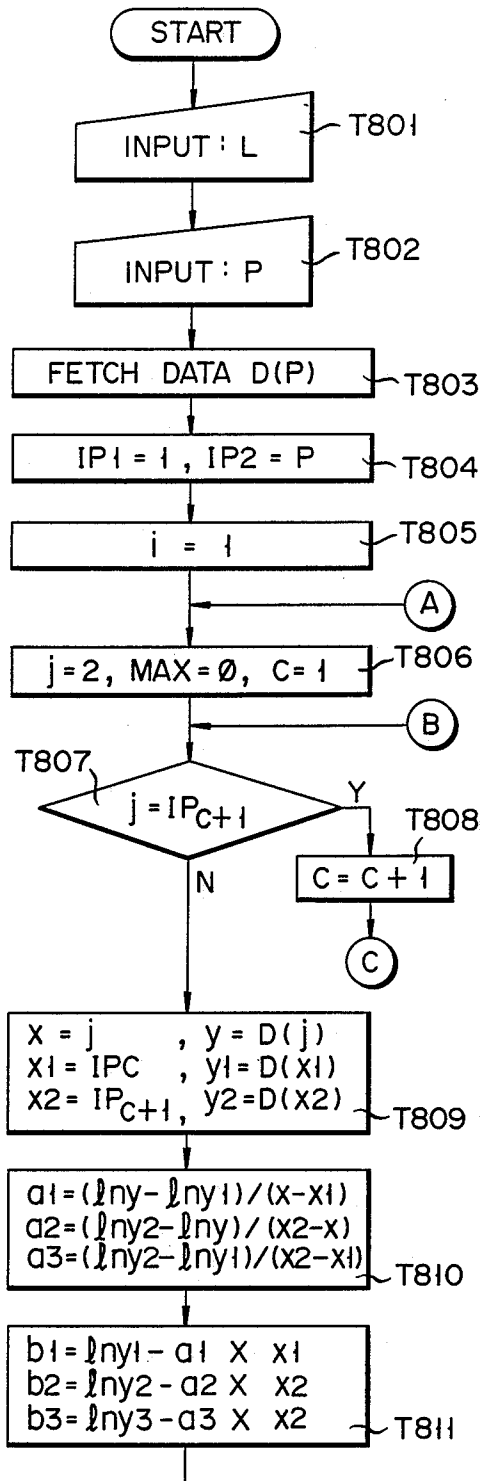 START
INPUT : L
T801
INPUT : P
T802
FETCH DATA D(P)
T803
IP1 = 1 , IP2 = P
T804
i = 1
T805
A
j=2, MAX=Ø, C=1
T806
B
T807
j = IPC+1
Y
N
T808
C = C + 1
C
x = j , y = D(j)
x1 = IPC , y1 = D(x1)
x2 = IPC+1, y2=D(x2)
T809
a1=(lny-lny1)/(x-x1)
a2=(lny2-lny)/(x2-x)
a3=(lny2-lny1)/(x2-x1)
T810
b1=lny1-a1 X x1
b2=lny2-a2 X x2
b3=lny3-a3 X x2
T811